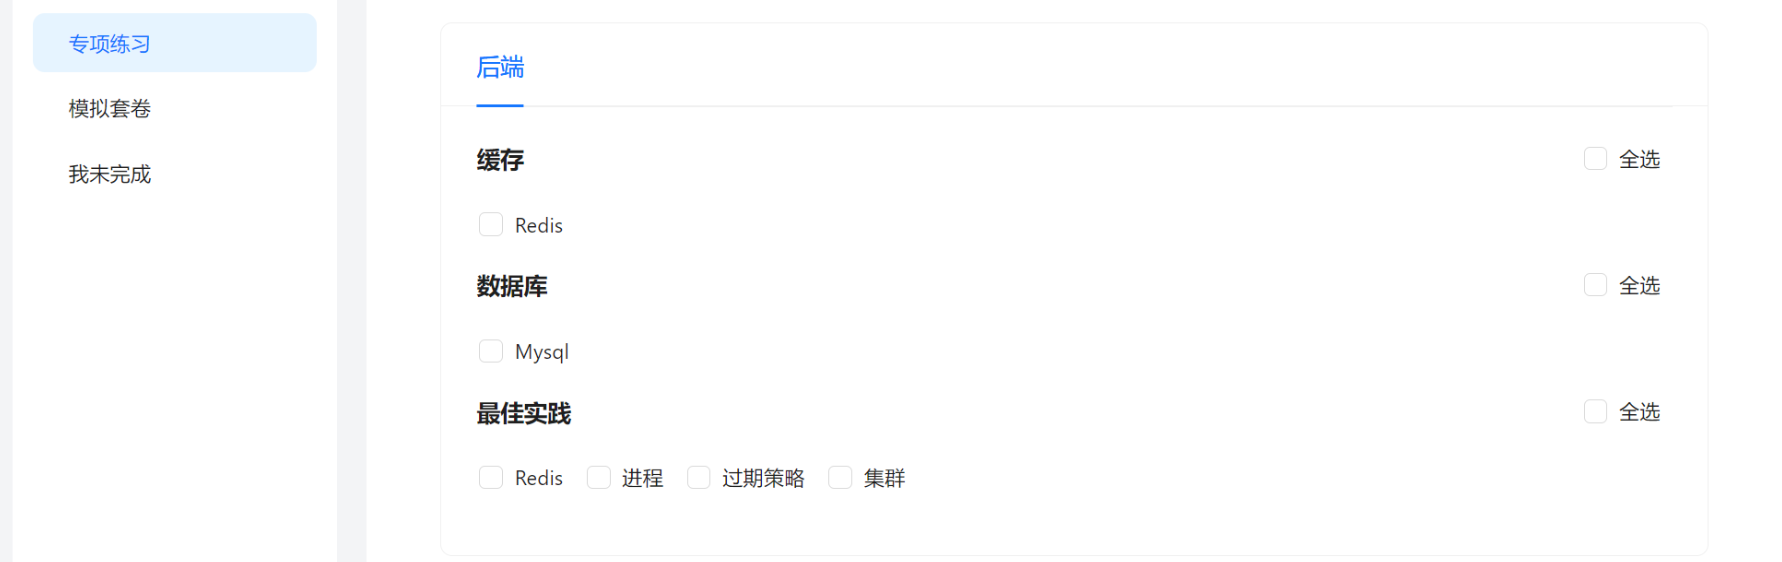 专项练习
模拟套卷
我未完成
后端
缓存 全选
Redis
数据库 全选
Mysql
最佳实践 全选
Redis 进程 过期策略 集群